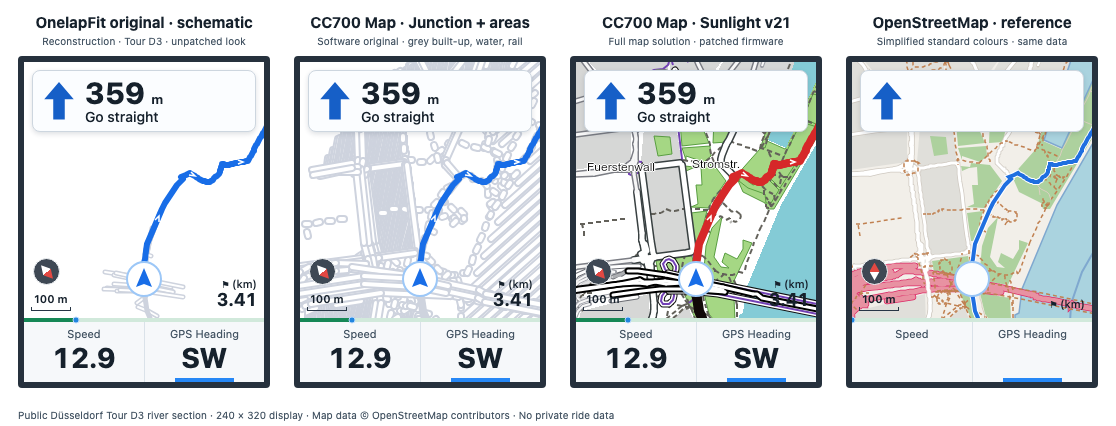 OnelapFit original · schematic
Reconstruction · Tour D3 · unpatched look
359 m
Go straight
100 m
⚑ (km)
3.41
Speed
12.9
GPS Heading
SW
CC700 Map · Junction + areas
Software original · grey built-up, water, rail
359 m
Go straight
100 m
⚑ (km)
3.41
Speed
12.9
GPS Heading
SW
CC700 Map · Sunlight v21
Full map solution · patched firmware
359 m
Go straight
Fuerstenwall
Stromstr.
100 m
⚑ (km)
3.41
Speed
12.9
GPS Heading
SW
OpenStreetMap · reference
Simplified standard colours · same data
100 m
⚑ (km)
Speed
GPS Heading
Public Düsseldorf Tour D3 river section · 240 × 320 display · Map data © OpenStreetMap contributors · No private ride data